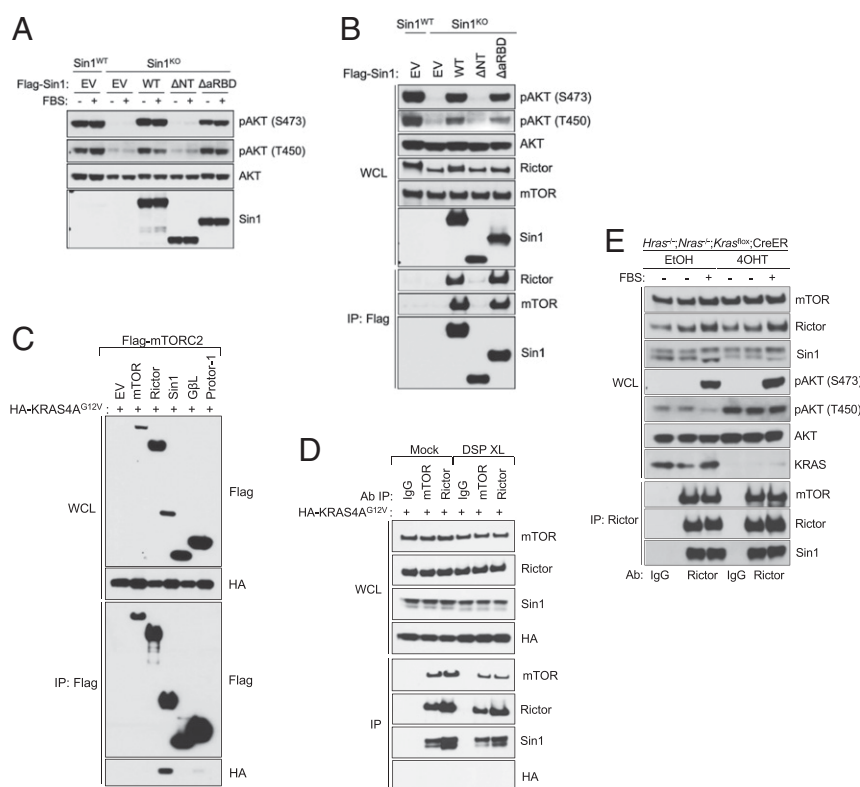 A
Sin1WT Sin1KO
Flag-Sin1: EV EV WT ΔNT ΔaRBD
FBS: - + - + - + - + - +
pAKT (S473)
pAKT (T450)
AKT
Sin1
B
Sin1WT Sin1KO
Flag-Sin1: EV EV WT ΔNT ΔaRBD
pAKT (S473)
pAKT (T450)
AKT
WCL
Rictor
mTOR
Sin1
Rictor
mTOR
IP: Flag
Sin1
C
Flag-mTORC2
EV mTOR Rictor Sin1 GβL Protor-1
HA-KRAS4AG12V: + + + + + +
WCL
Flag
HA
IP: Flag
Flag
HA
D
Mock DSP XL
Ab IP: IgG mTOR Rictor IgG mTOR Rictor
HA-KRAS4AG12V: + + + + + +
mTOR
Rictor
WCL
Sin1
HA
mTOR
Rictor
IP
Sin1
HA
E
Hras-/-;Nras-/-;Krasflox;CreER
EtOH 4OHT
FBS: - - + - - +
mTOR
Rictor
Sin1
WCL
pAKT (S473)
pAKT (T450)
AKT
KRAS
mTOR
IP: Rictor
Rictor
Sin1
Ab: IgG Rictor IgG Rictor